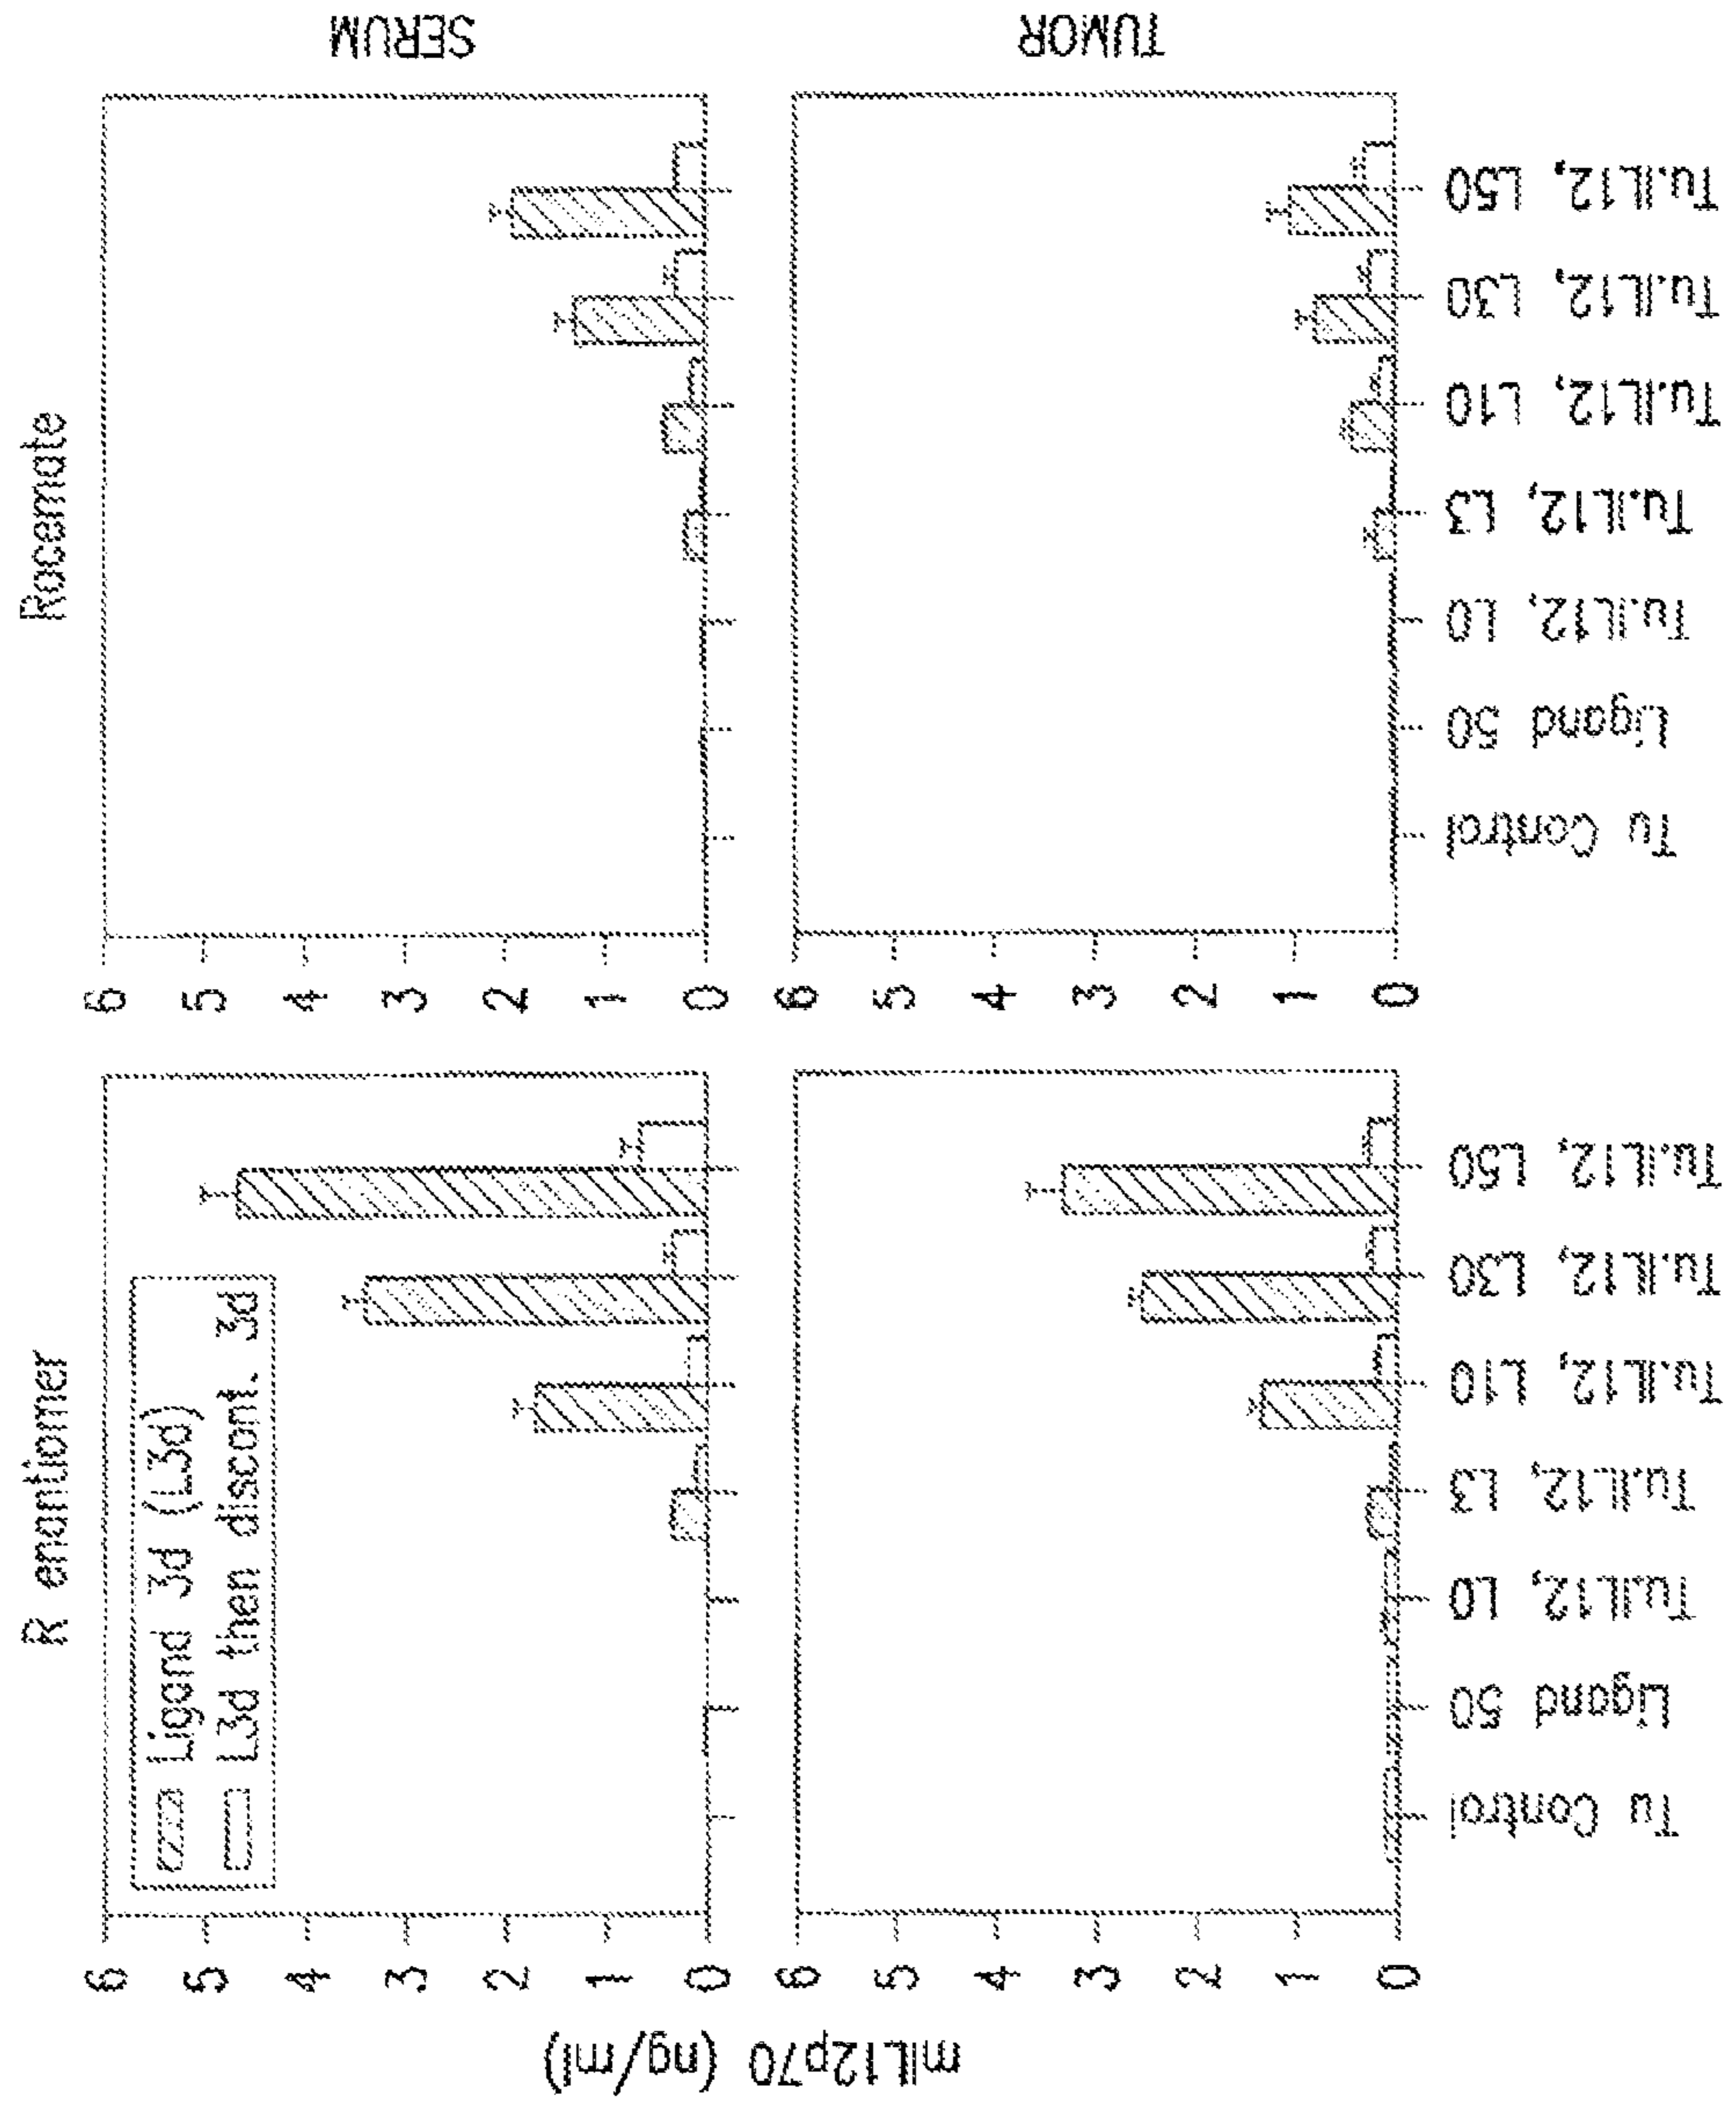 R enantiomer
Racemate
Ligand 3d (L3d)
L3d then discont. 3d
6
5
4
3
2
1
0
6
5
4
3
2
1
0
SERUM
mIL12p70 (ng/ml)
6
5
4
3
2
1
0
6
5
4
3
2
1
0
TUMOR
Tu Control
Ligand 50
Tu.IL12, L0
Tu.IL12, L3
Tu.IL12, L10
Tu.IL12, L30
Tu.IL12, L50
Tu Control
Ligand 50
Tu.IL12, L0
Tu.IL12, L3
Tu.IL12, L10
Tu.IL12, L30
Tu.IL12, L50